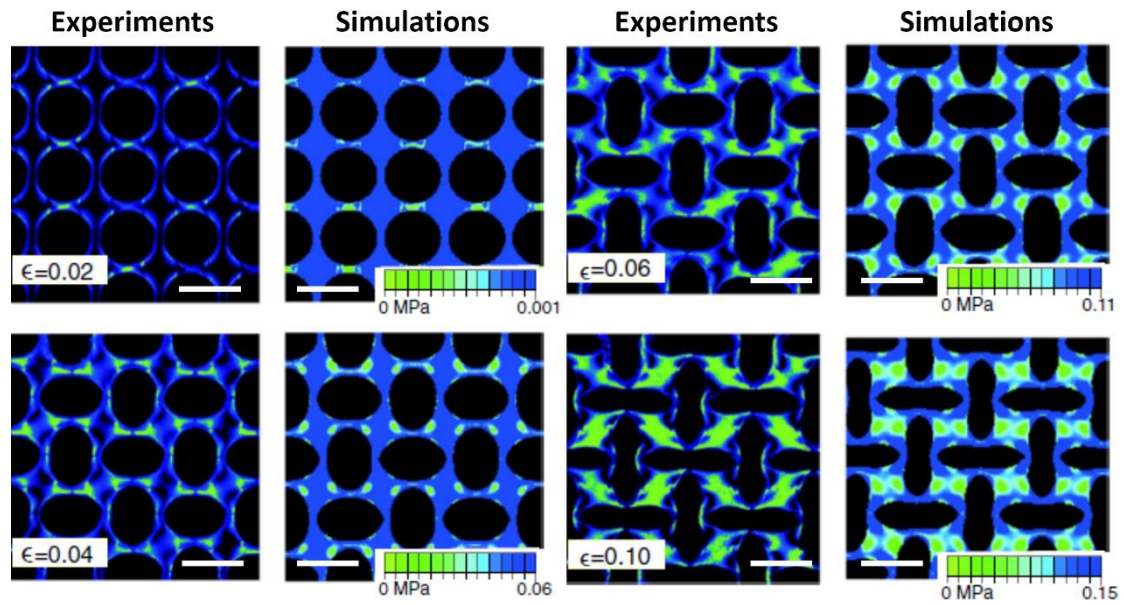 Experiments Simulations Experiments Simulations
ϵ=0.02
0 MPa 0.001
ϵ=0.06
0 MPa 0.11
ϵ=0.04
0 MPa 0.06
ϵ=0.10
0 MPa 0.15